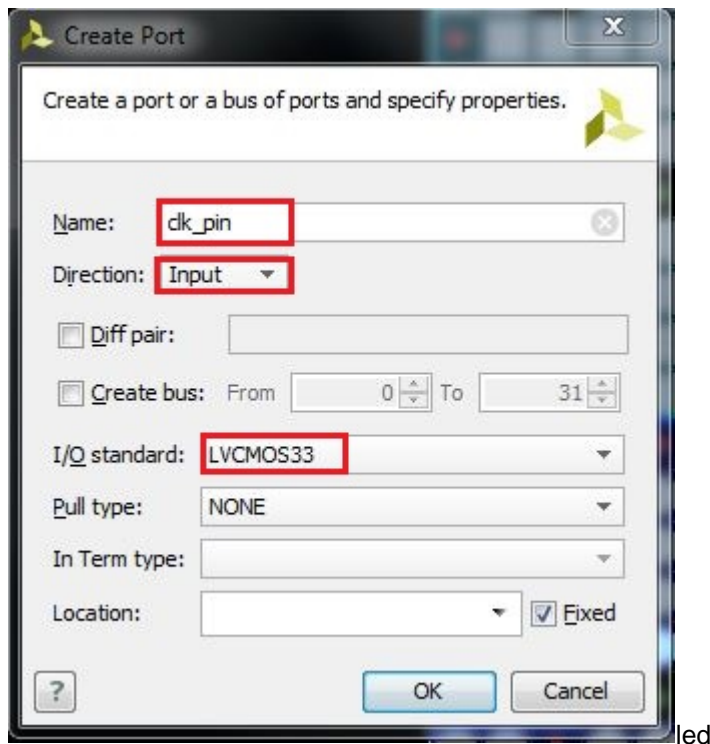 Create Port
Create a port or a bus of ports and specify properties.
Name: clk_pin
Direction: Input
Diff pair:
Create bus: From 0 To 31
I/O standard: LVCMOS33
Pull type: NONE
In Term type:
Location: Fixed
? OK Cancel
led